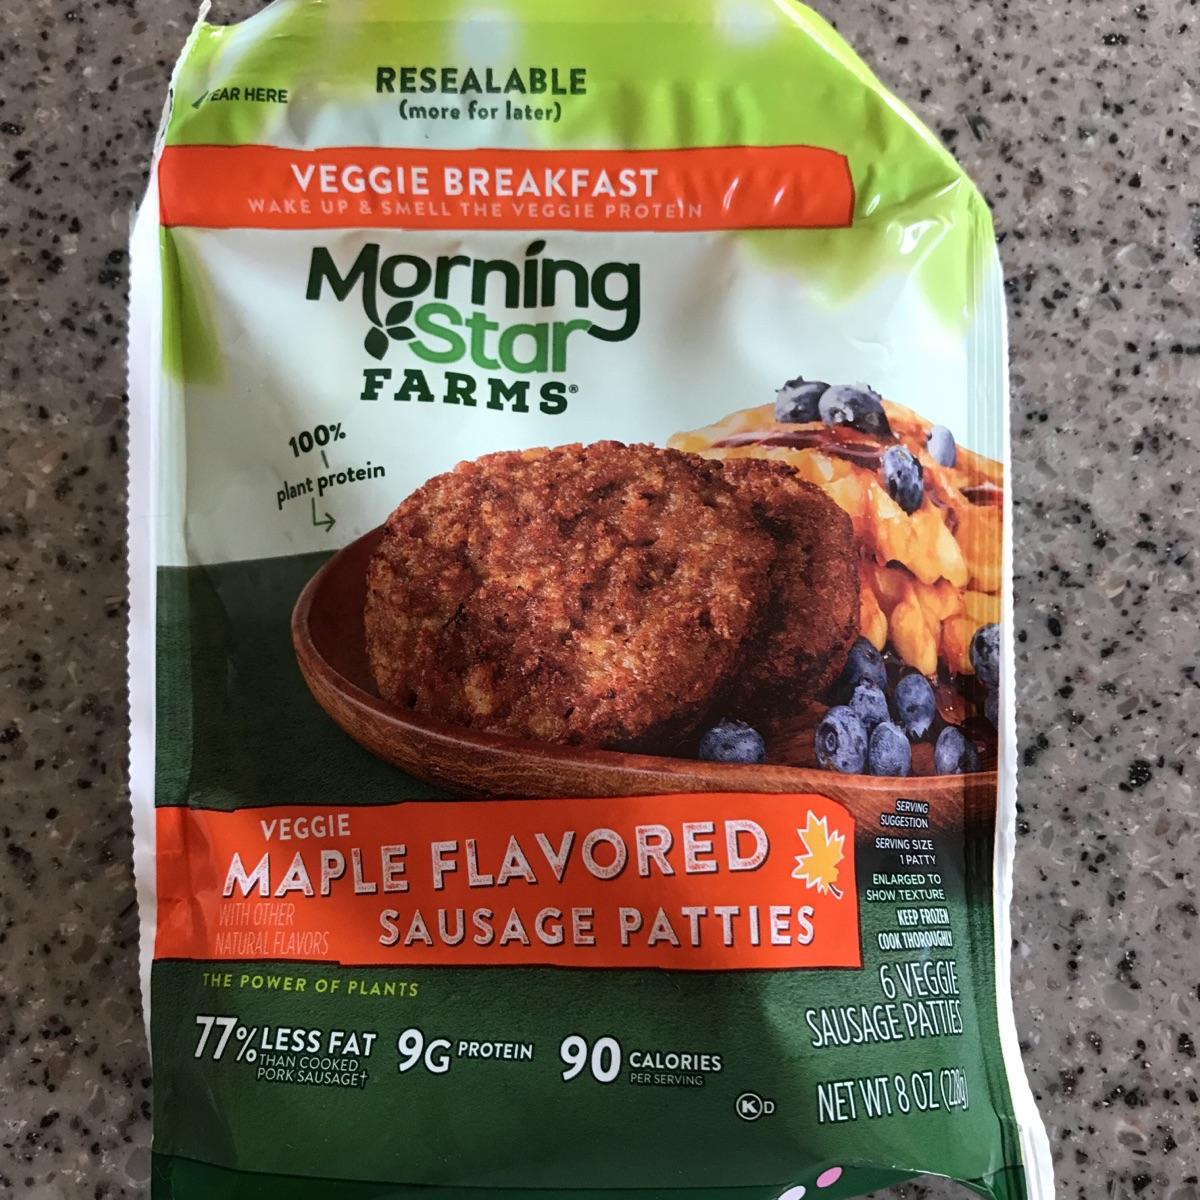 TEAR HERE
RESEALABLE
(more for later)
VEGGIE BREAKFAST
WAKE UP & SMELL THE VEGGIE PROTEIN
Morning
Star
FARMS®
100%
plant protein
SERVING
SUGGESTION
SERVING SIZE
1 PATTY
ENLARGED TO
SHOW TEXTURE
KEEP FROZEN
COOK THOROUGHLY
VEGGIE
MAPLE FLAVORED
WITH OTHER
NATURAL FLAVORS
SAUSAGE PATTIES
THE POWER OF PLANTS
77% LESS FAT
THAN COOKED
PORK SAUSAGE†
9G PROTEIN
90 CALORIES
PER SERVING
6 VEGGIE
SAUSAGE PATTIES
K D
NET WT 8 OZ (228g)